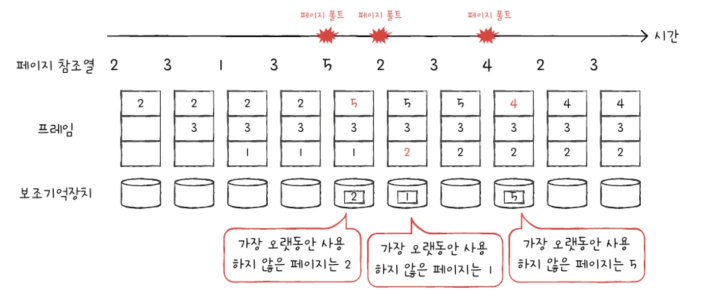 페이지 폴트 페이지 폴트 페이지 폴트
시간
페이지 참조열 2 3 1 3 5 2 3 4 2 3
프레임
2 2 2 2 5 5 5 4 4 4
3 3 3 3 3 3 3 3 3
1 1 1 2 2 2 2 2
보조기억장치 2 1 5
가장 오랫동안 사용
하지 않은 페이지는 2
가장 오랫동안 사용
하지 않은 페이지는 1
가장 오랫동안 사용
하지 않은 페이지는 5